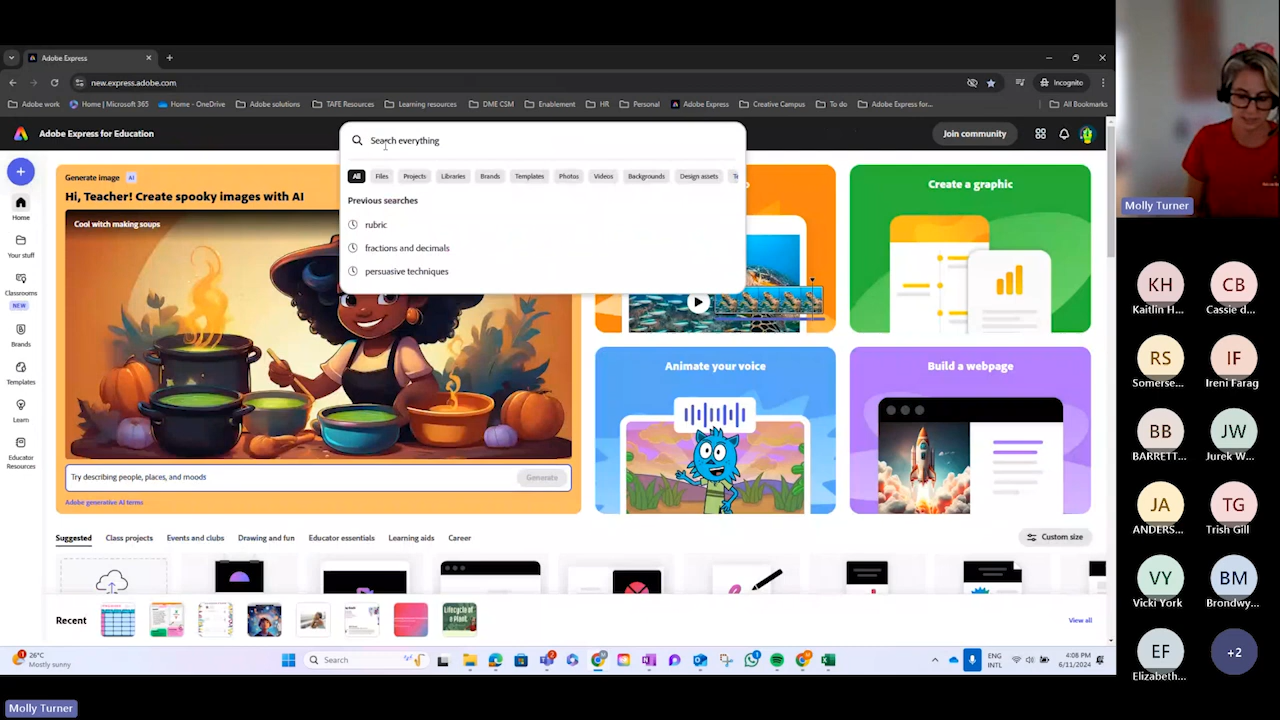 Adobe Express
new.express.adobe.com
Incognito
Adobe work
Home | Microsoft 365
Home - OneDrive
Adobe solutions
TAFE Resources
Learning resources
DME CSM
Enablement
HR
Personal
Adobe Express
Creative Campus
To do
Adobe Express for...
All Bookmarks
Adobe Express for Education
Search everything
Join community
All
Files
Projects
Libraries
Brands
Templates
Photos
Videos
Backgrounds
Design assets
Previous searches
rubric
fractions and decimals
persuasive techniques
Home
Your stuff
Classrooms
NEW
Brands
Templates
Learn
Educator
Resources
Generate image AI
Hi, Teacher! Create spooky images with AI
Cool witch making soups
Try describing people, places, and moods
Generate
Adobe generative AI terms
Create a graphic
Animate your voice
Build a webpage
Suggested
Class projects
Events and clubs
Drawing and fun
Educator essentials
Learning aids
Career
Custom size
Recent
Lifecycle of
a Plant
View all
26°C
Mostly sunny
Search
ENG
INTL
4:08 PM
6/11/2024
Molly Turner
Molly Turner
KH
Kaitlin H...
CB
Cassie d...
RS
Somerse...
IF
Ireni Farag
BB
BARRETT...
JW
Jurek W...
JA
ANDERS...
TG
Trish Gill
VY
Vicki York
BM
Brondwy...
EF
Elizabeth...
+2